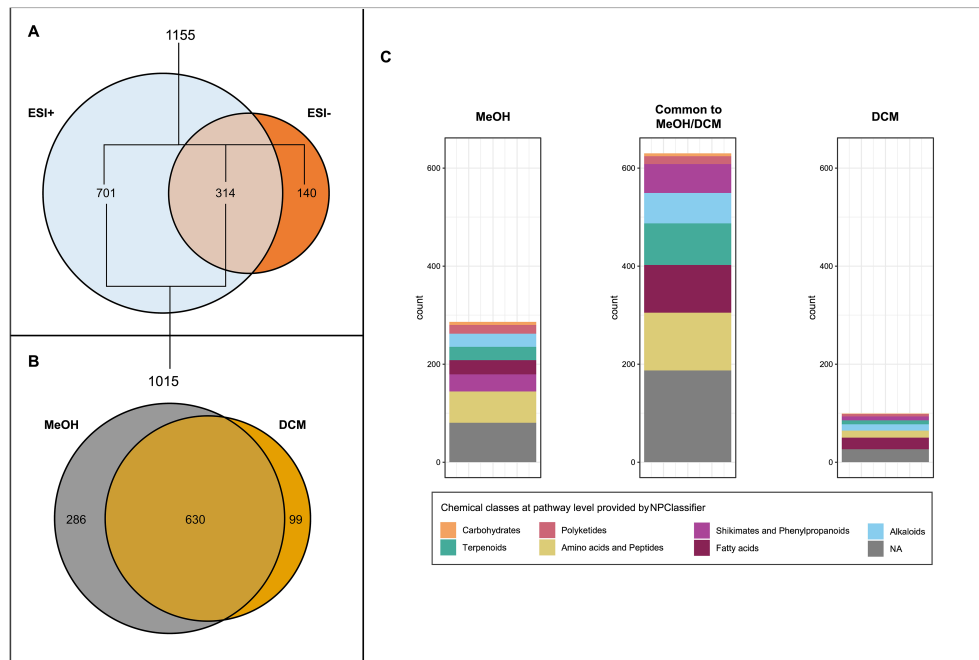 A
1155
ESI+
ESI-
701
314
140
B
1015
MeOH
DCM
286
630
99
C
MeOH
Common to
MeOH/DCM
DCM
count
600
400
200
0
count
600
400
200
0
count
600
400
200
0
Chemical classes at pathway level provided byNPClassifier
Carbohydrates
Polyketides
Shikimates and Phenylpropanoids
Alkaloids
Terpenoids
Amino acids and Peptides
Fatty acids
NA